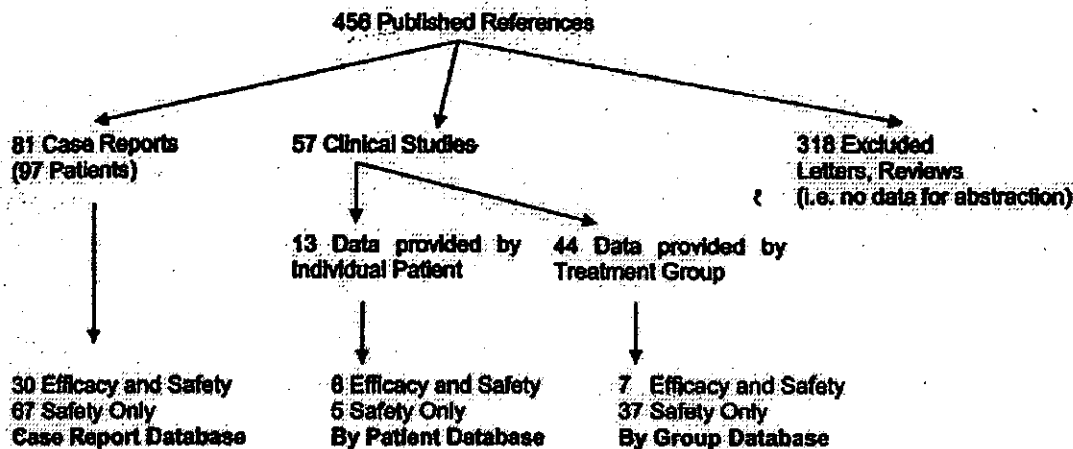 456 Published References
81 Case Reports
(97 Patients)
57 Clinical Studies
318 Excluded
Letters, Reviews
(i.e. no data for abstraction)
13 Data provided by
Individual Patient
44 Data provided by
Treatment Group
30 Efficacy and Safety
67 Safety Only
Case Report Database
8 Efficacy and Safety
5 Safety Only
By Patient Database
7 Efficacy and Safety
37 Safety Only
By Group Database